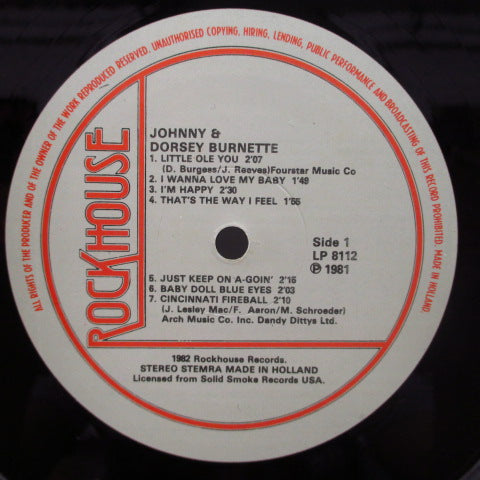 ALL RIGHTS OF THE PRODUCER AND OF THE OWNER OF THE WORK REPRODUCED RESERVED. UNAUTHORISED COPYING, HIRING, LENDING, PUBLIC PERFORMANCE AND BROADCASTING OF THIS RECORD PROHIBITED. MADE IN HOLLAND
ROCKHOUSE
JOHNNY &
DORSEY BURNETTE
1. LITTLE OLE YOU 2'07
(D. Burgess/J. Reeves)Fourstar Music Co
2. I WANNA LOVE MY BABY 1'49
3. I'M HAPPY 2'30
4. THAT'S THE WAY I FEEL 1'55
Side 1
LP 8112
℗ 1981
5. JUST KEEP ON A-GOIN' 2'15
6. BABY DOLL BLUE EYES 2'03
7. CINCINNATI FIREBALL 2'10
(J. Lesley Mac/F. Aaron/M. Schroeder)
Arch Music Co. Inc. Dandy Dittys Ltd.
1982 Rockhouse Records.
STEREO STEMRA MADE IN HOLLAND
Licensed from Solid Smoke Records USA.